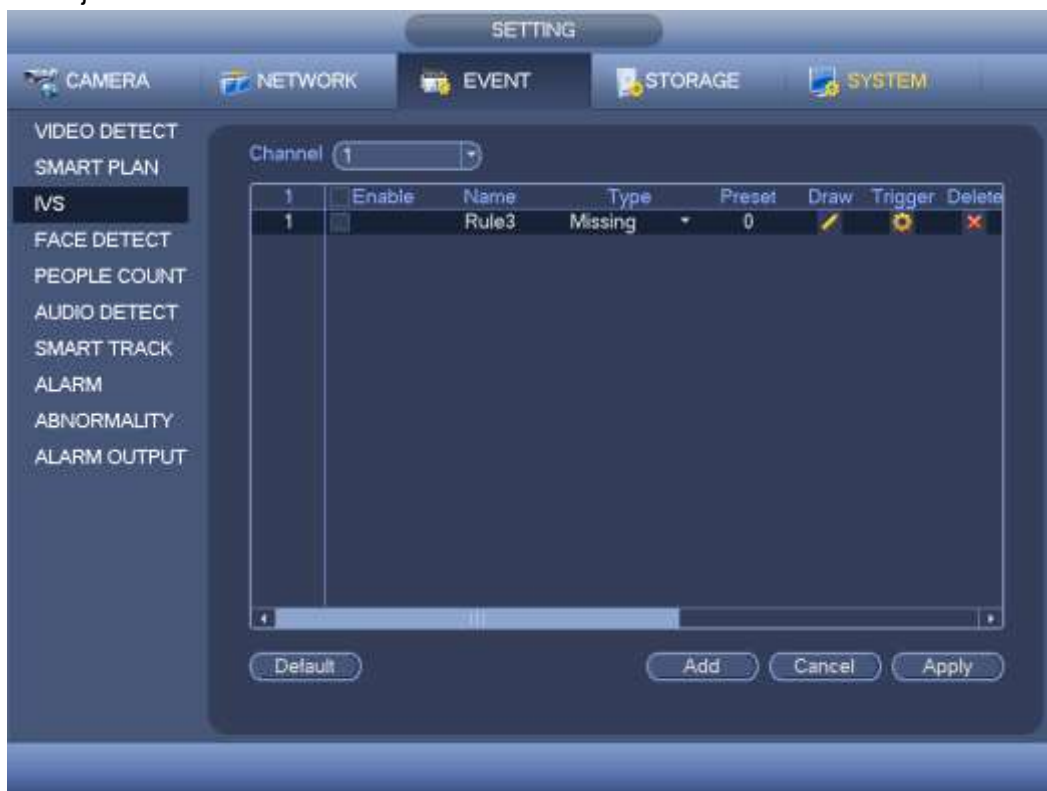 SETTING
CAMERA NETWORK EVENT STORAGE SYSTEM
VIDEO DETECT
SMART PLAN
IVS
FACE DETECT
PEOPLE COUNT
AUDIO DETECT
SMART TRACK
ALARM
ABNORMALITY
ALARM OUTPUT
Channel 1
1 Enable Name Type Preset Draw Trigger Delete
1 Rule3 Missing 0
Default Add Cancel Apply